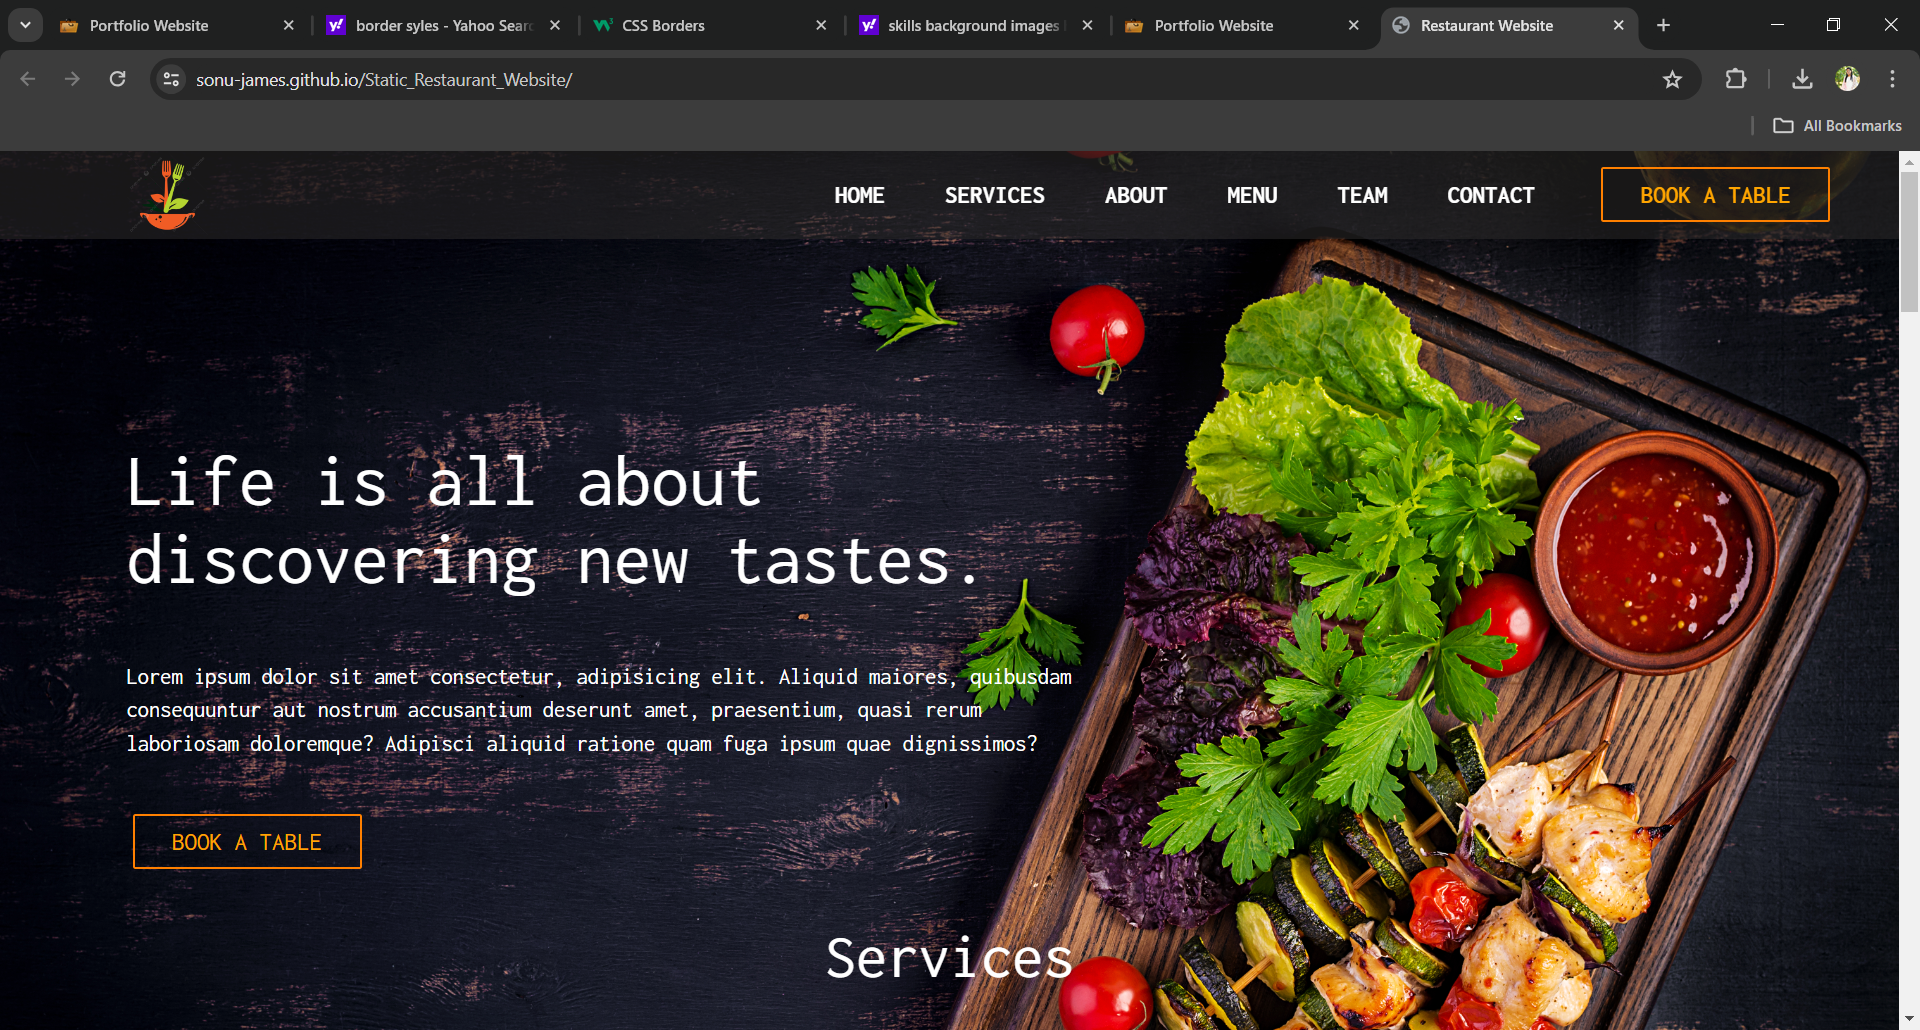 Portfolio Website
border syles - Yahoo Sear
CSS Borders
skills background images
Portfolio Website
Restaurant Website
sonu-james.github.io/Static_Restaurant_Website/
All Bookmarks
HOME
SERVICES
ABOUT
MENU
TEAM
CONTACT
BOOK A TABLE
Life is all about
discovering new tastes.
Lorem ipsum dolor sit amet consectetur, adipisicing elit. Aliquid maiores, quibusdam
consequuntur aut nostrum accusantium deserunt amet, praesentium, quasi rerum
laboriosam doloremque? Adipisci aliquid ratione quam fuga ipsum quae dignissimos?
BOOK A TABLE
Services